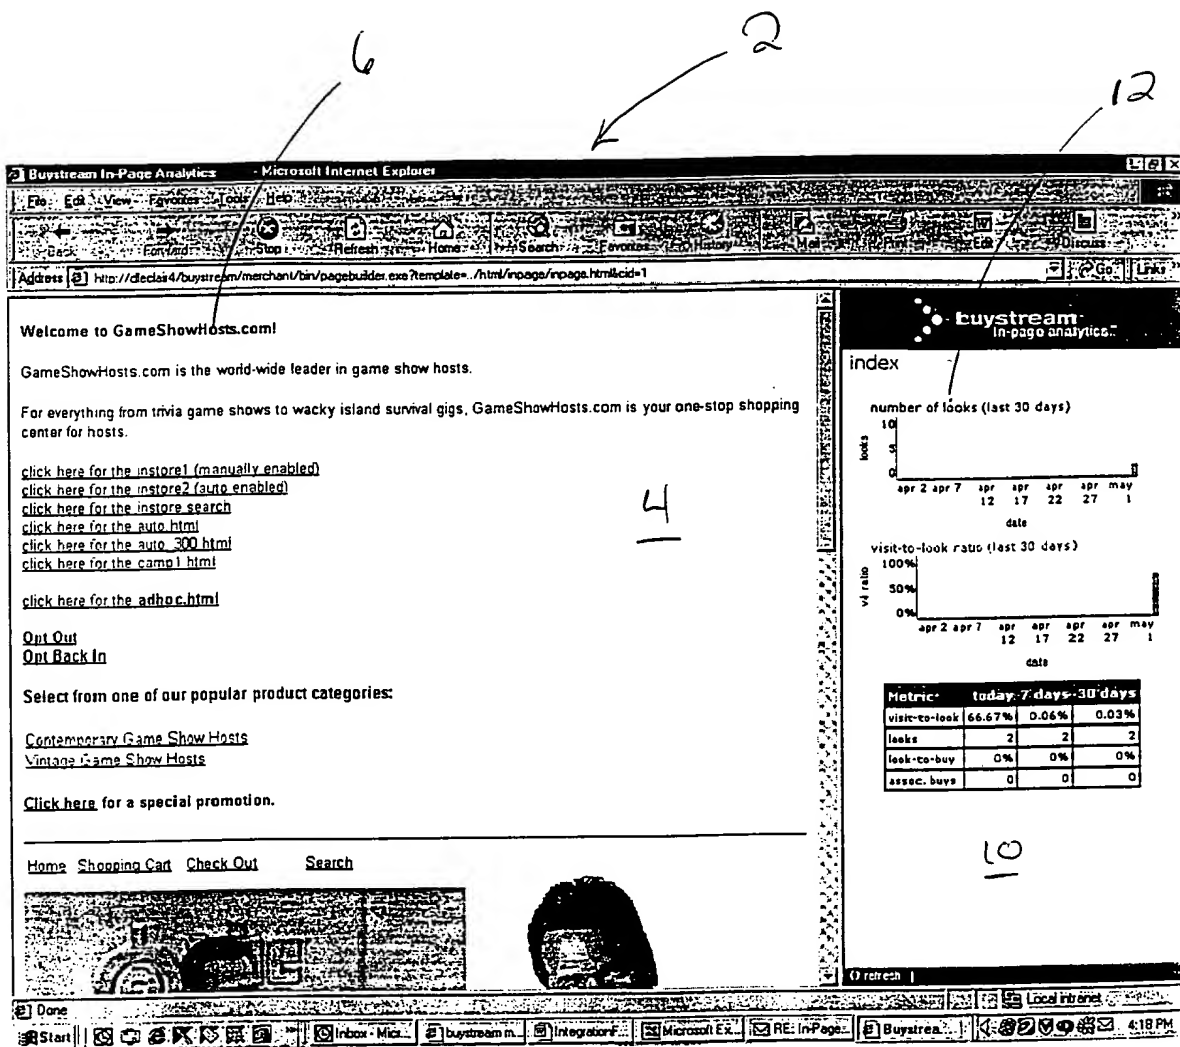 6
2
12
Buystream In-Page Analytics - Microsoft Internet Explorer
File Edit View Favorites Tools Help
Back Forward Stop Refresh Home Search Favorites History Mail Print Edit Discuss
Address http://dleclai4/buystream/merchant/bin/pagebuilder.exe?template=../html/inpage/inpage.html&cid=1 Go Links
Welcome to GameShowHosts.com!
GameShowHosts.com is the world-wide leader in game show hosts.
For everything from trivia game shows to wacky island survival gigs, GameShowHosts.com is your one-stop shopping
center for hosts.
click here for the instore1 (manually enabled)
click here for the instore2 (auto enabled)
click here for the instore search
click here for the auto.html
click here for the auto_300 html
click here for the camp1 html
click here for the adhoc.html
4
Opt Out
Opt Back In
Select from one of our popular product categories:
Contemporary Game Show Hosts
Vintage Game Show Hosts
Click here for a special promotion.
Home Shopping Cart Check Out Search
buystream
In-page analytics
index
number of looks (last 30 days)
looks
10
5
0
apr 2 apr 7 apr 12 apr 17 apr 22 apr 27 may 1
date
visit-to-look ratio (last 30 days)
vl ratio
100%
50%
0%
apr 2 apr 7 apr 12 apr 17 apr 22 apr 27 may 1
date
Metric today 7 days 30 days
visit-to-look 66.67% 0.06% 0.03%
looks 2 2 2
look-to-buy 0% 0% 0%
assoc. buys 0 0 0
10
refresh
Done Local intranet
Start Inbox - Micr... buystream m... IntegrationF... Microsoft Ex... RE: In-Page... Buystrea... 4:18 PM